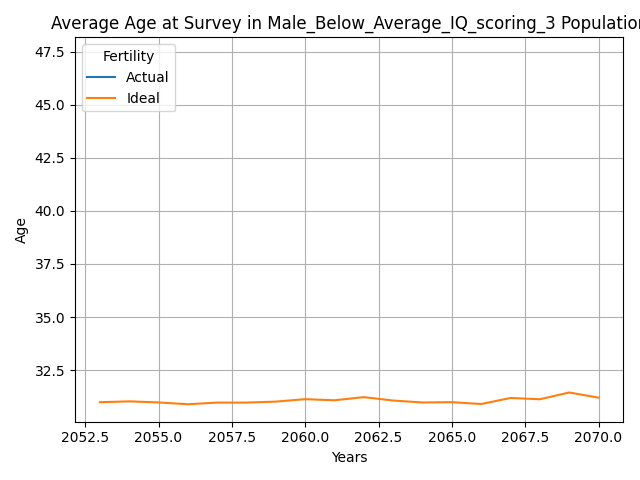 Average Age at Survey in Male_Below_Average_IQ_scoring_3 Population
Fertility
Actual
Ideal
47.5
45.0
42.5
40.0
37.5
35.0
32.5
Age
2052.5 2055.0 2057.5 2060.0 2062.5 2065.0 2067.5 2070.0
Years